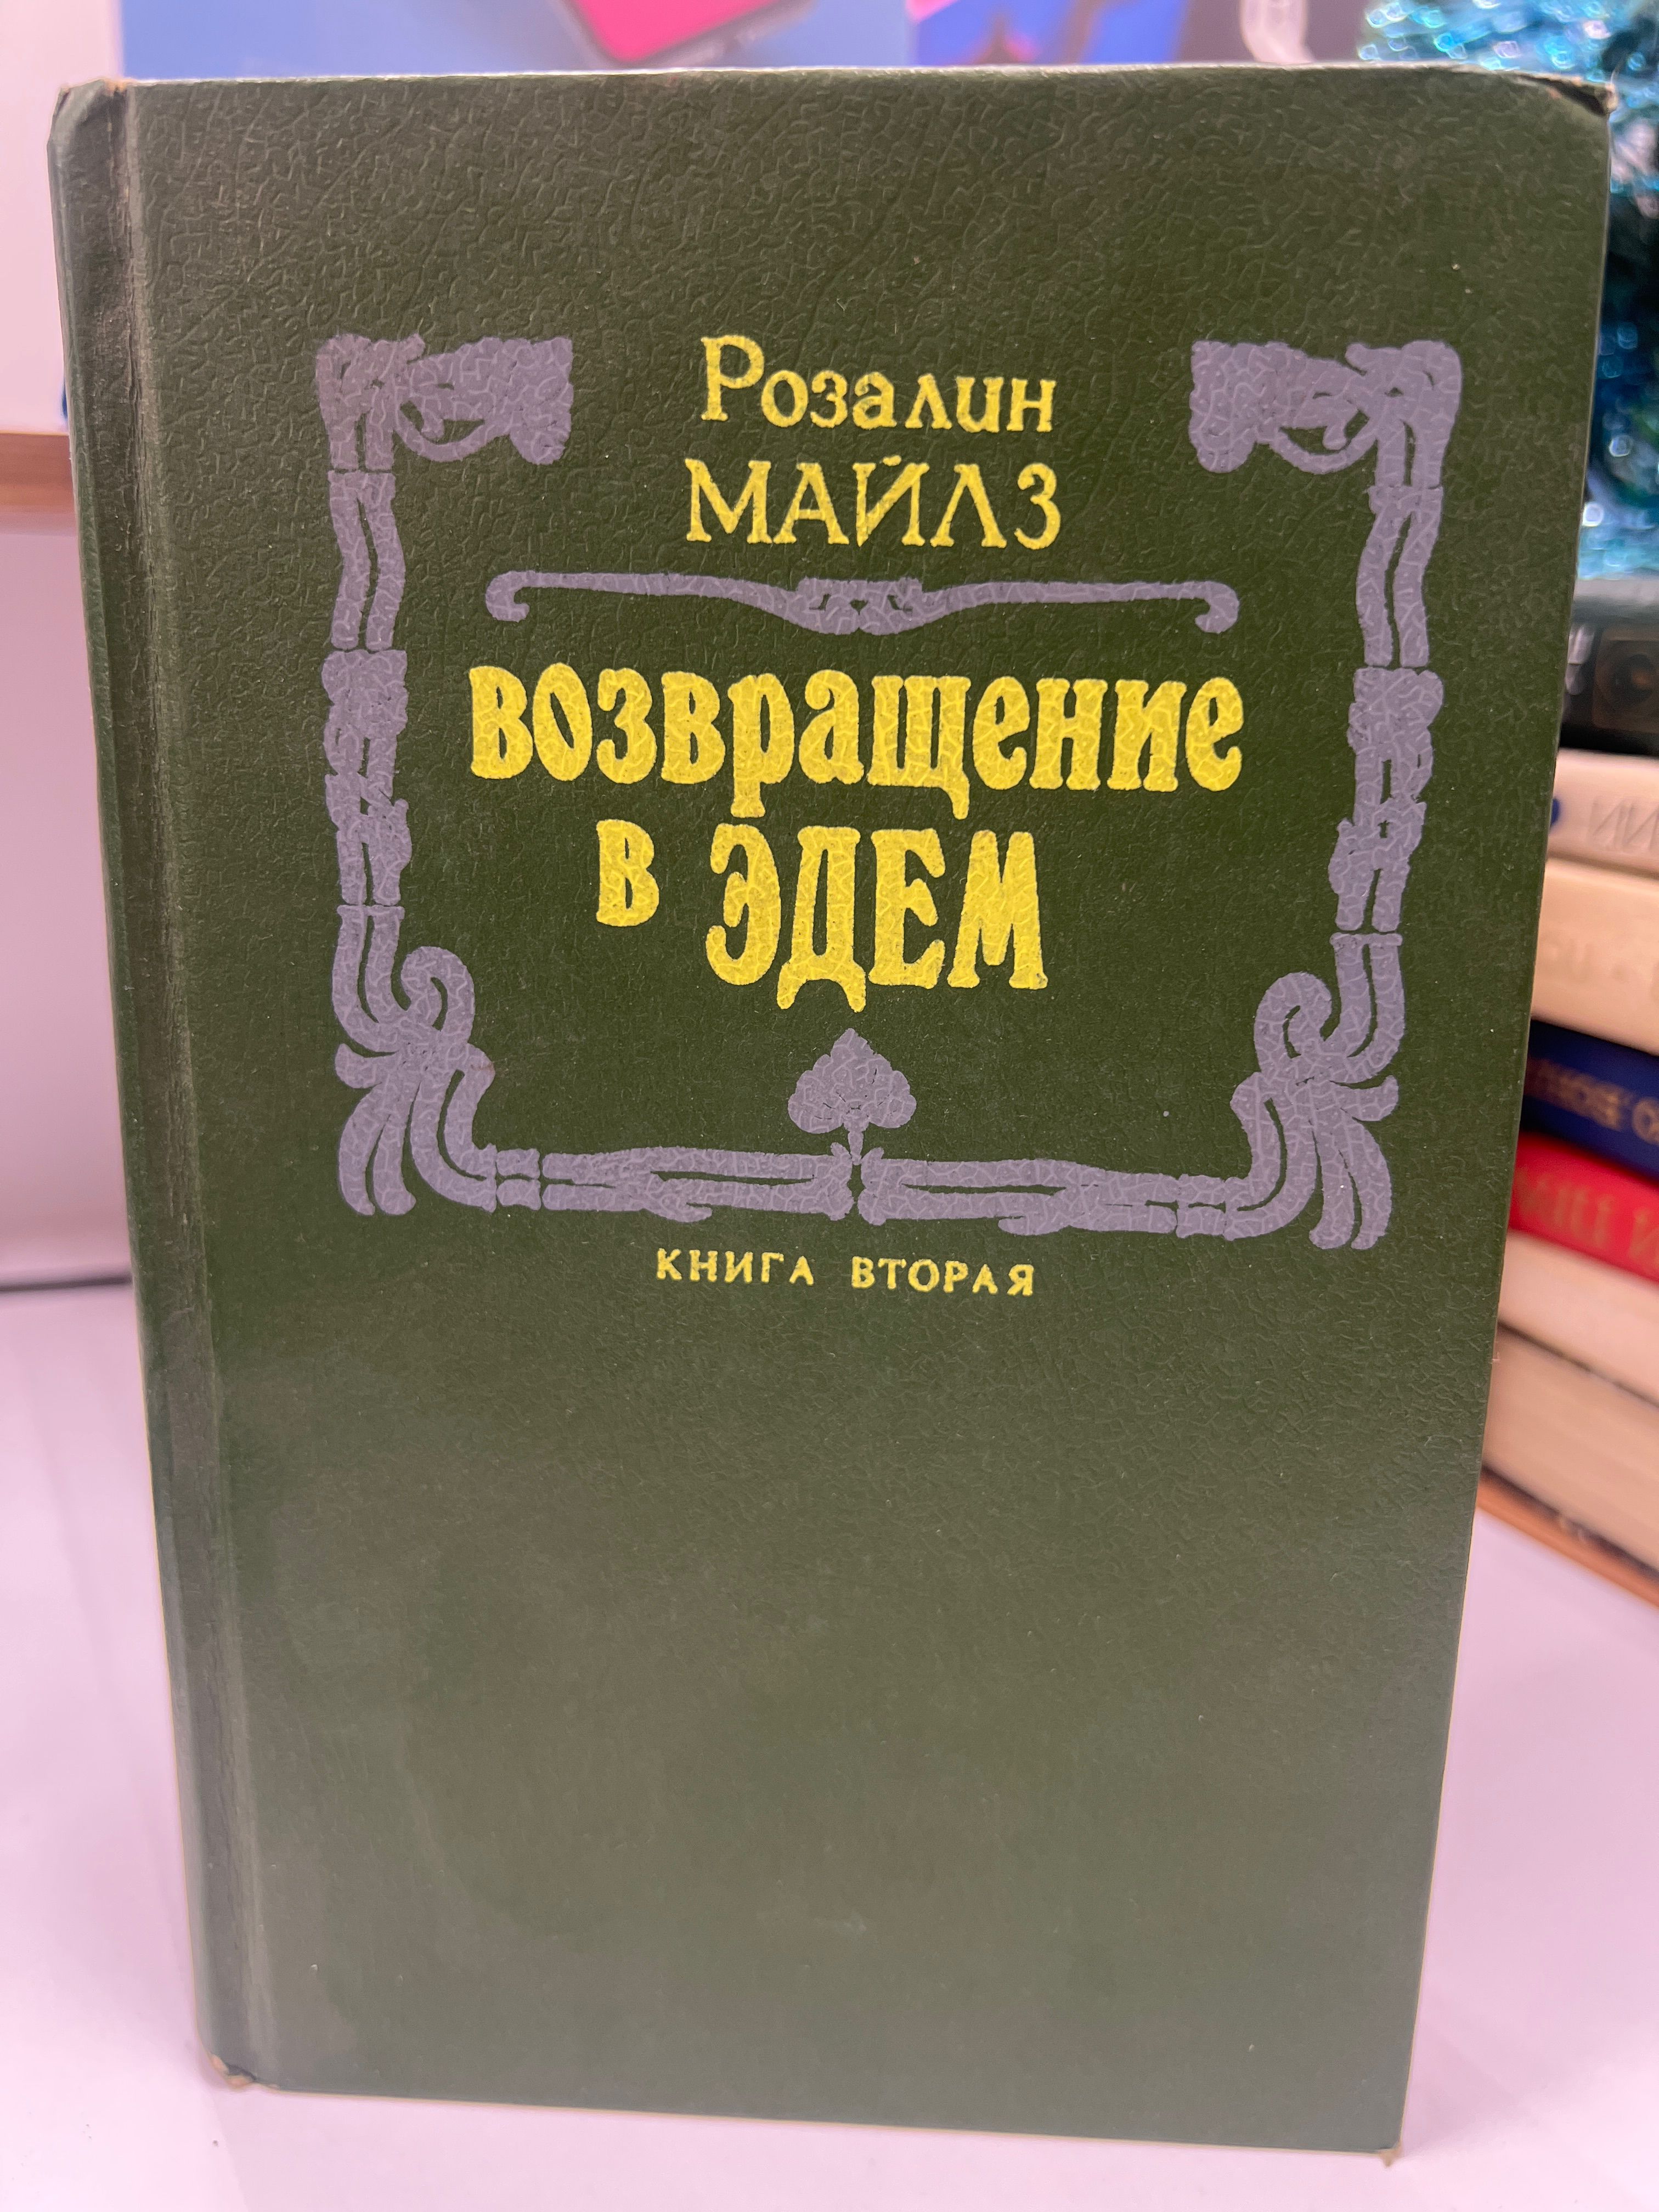 Розалин
МАЙЛЗ
ВОЗВРАЩЕНИЕ
В ЭДЕМ
КНИГА ВТОРАЯ